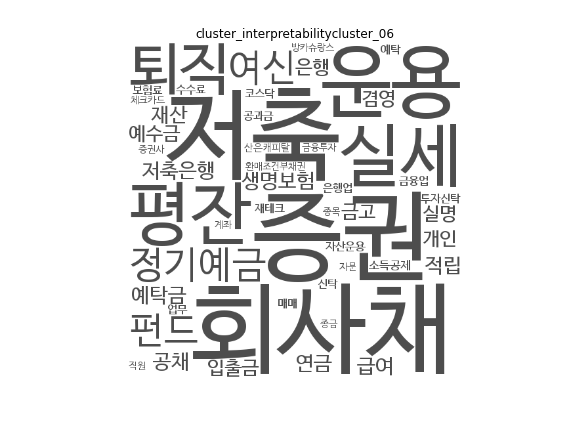 cluster_interpretabilitycluster_06
방카슈랑스
예탁
퇴직
여신
은행
운용
보험료
수수료
체크카드
코스닥
겸영
저축
재산
공과금
예수금
실세
증권사
산은캐피탈
금융투자
환매조건부채권
저축은행
생명보험
금융업
은행업
투자신탁
평잔
증권
재테크
종목
금고
실명
계좌
개인
자산운용
정기예금
자문
소득공제
적립
신탁
예탁금
회사채
매매
업무
펀드
종금
직원
공채
입출금
연금
급여